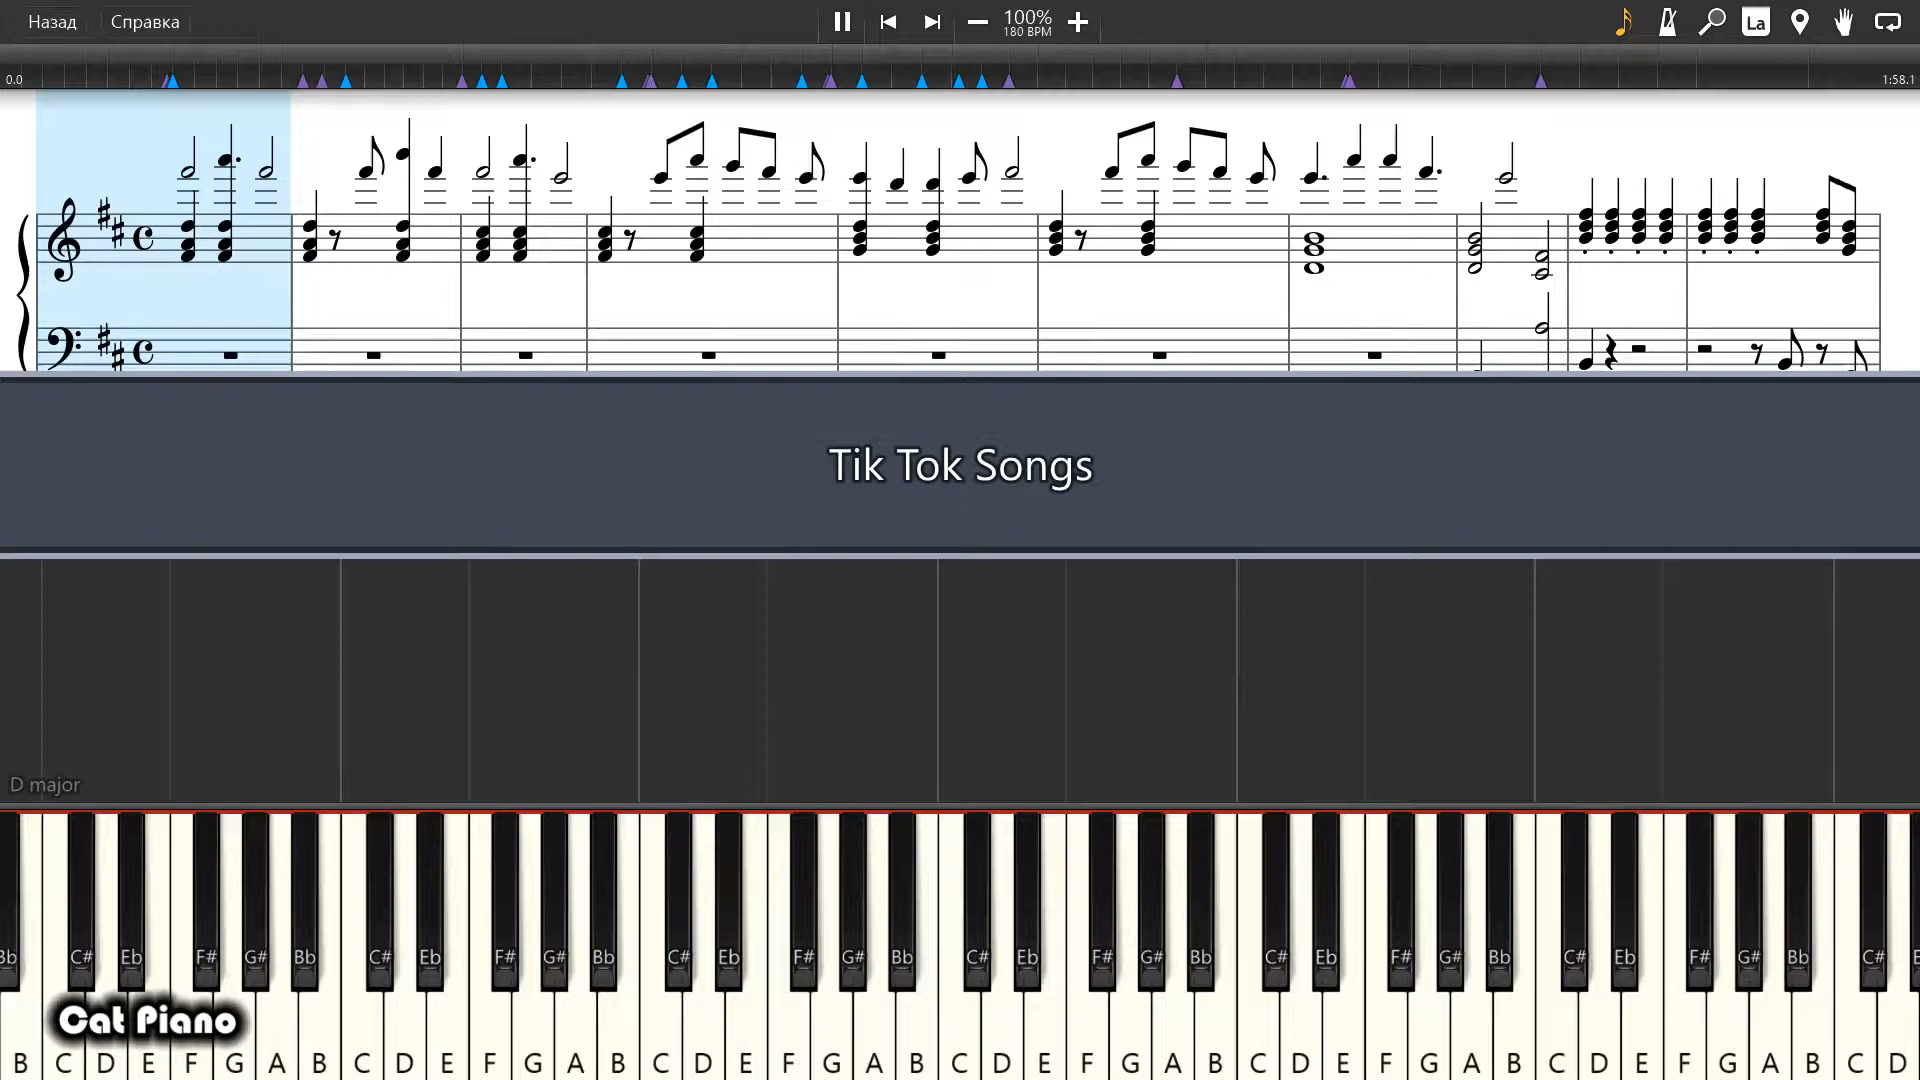 Назад Справка
100%
180 BPM
La
0.0 1:58.1
Tik Tok Songs
D major
Bb C# Eb F# G# Bb C# Eb F# G# Bb C# Eb F# G# Bb C# Eb F# G# Bb C# Eb F# G# Bb C# Eb F# G# Bb C#
Cat Piano
B C D E F G A B C D E F G A B C D E F G A B C D E F G A B C D E F G A B C D E F G A B C D